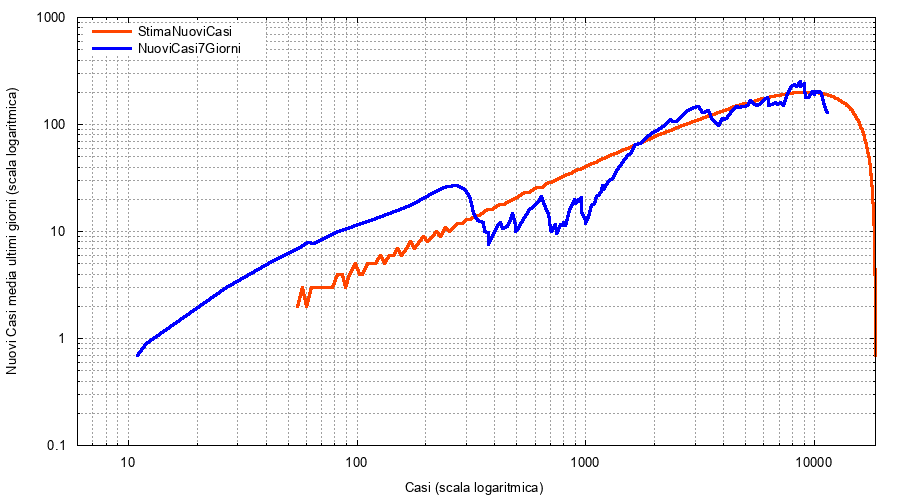 1000
StimaNuoviCasi
NuoviCasi7Giorni
100
10
1
0.1
Nuovi Casi media ultimi giorni (scala logaritmica)
10 100 1000 10000
Casi (scala logaritmica)